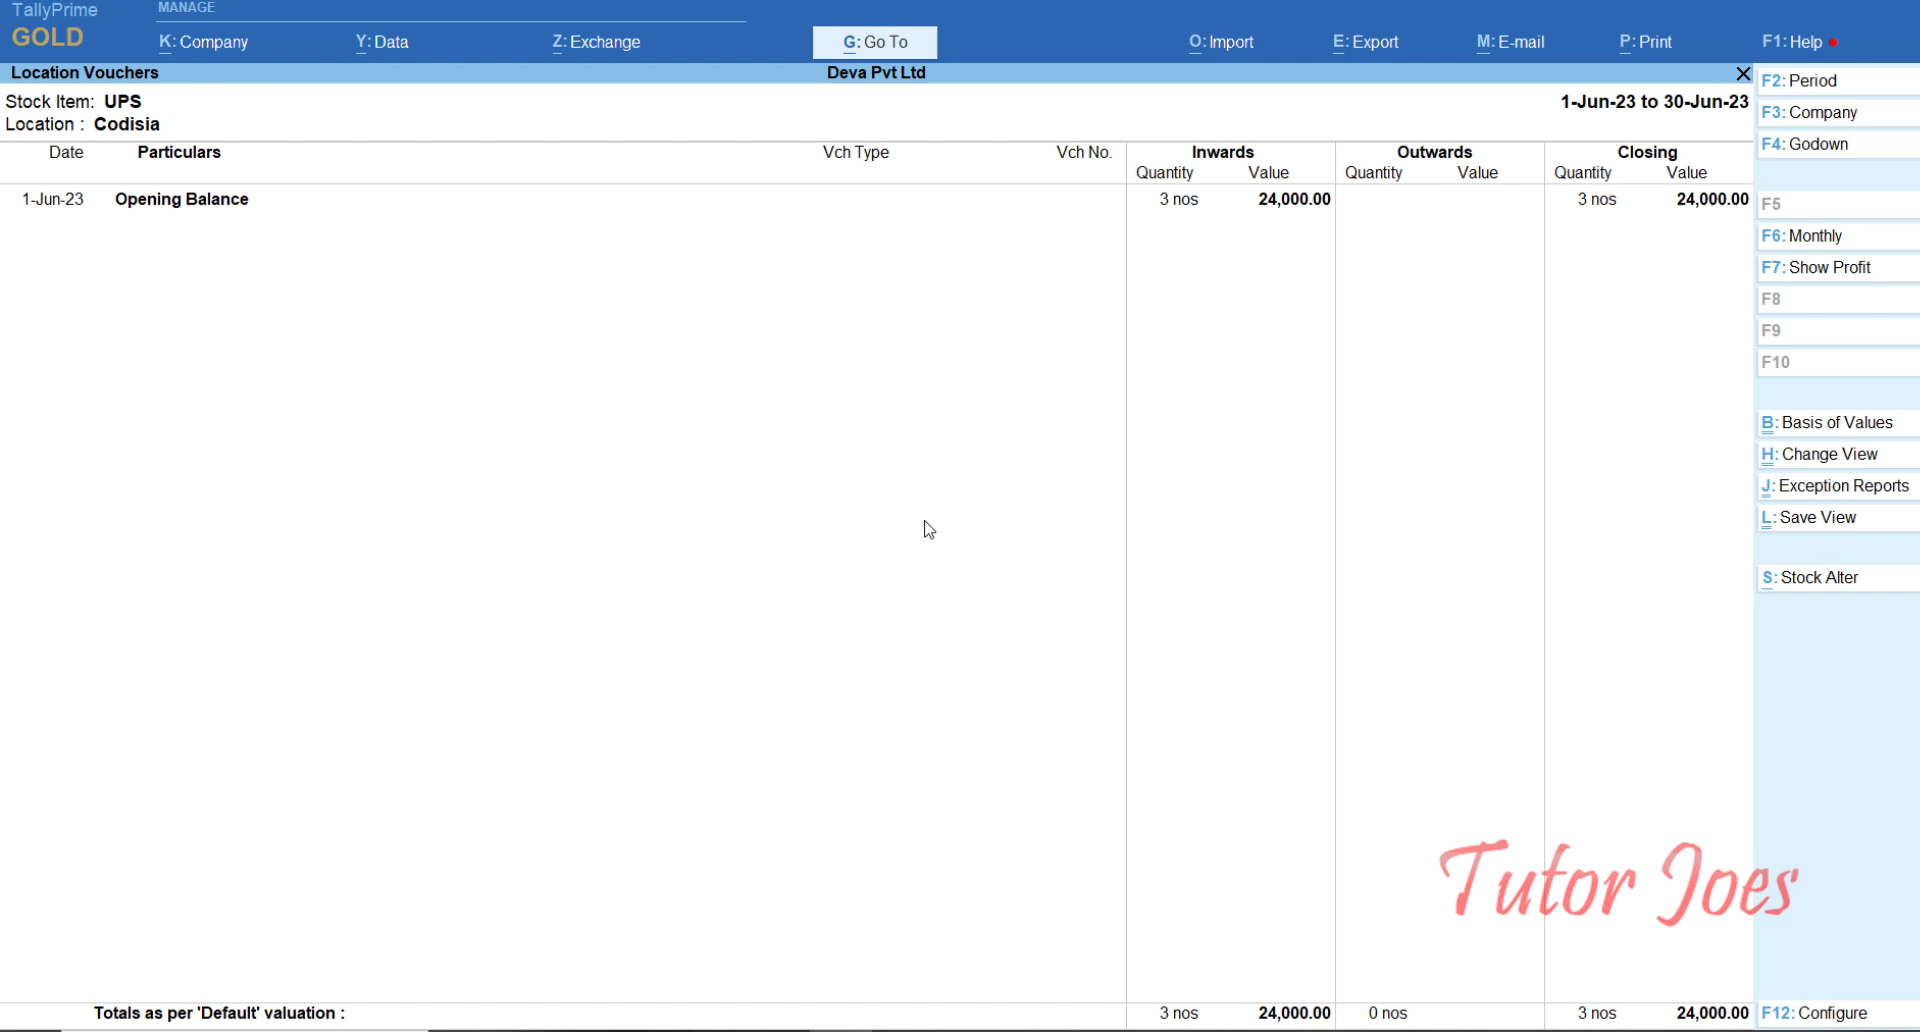 TallyPrime
GOLD
MANAGE
K: Company
Y: Data
Z: Exchange
G: Go To
O: Import
E: Export
M: E-mail
P: Print
F1: Help
Location Vouchers
Deva Pvt Ltd
Stock Item: UPS
Location : Codisia
1-Jun-23 to 30-Jun-23
Date Particulars Vch Type Vch No. Inwards Outwards Closing
Quantity Value Quantity Value Quantity Value
1-Jun-23 Opening Balance 3 nos 24,000.00 3 nos 24,000.00
Totals as per 'Default' valuation : 3 nos 24,000.00 0 nos 3 nos 24,000.00
F2: Period
F3: Company
F4: Godown
F5
F6: Monthly
F7: Show Profit
F8
F9
F10
B: Basis of Values
H: Change View
J: Exception Reports
L: Save View
S: Stock Alter
Tutor Joes
F12: Configure